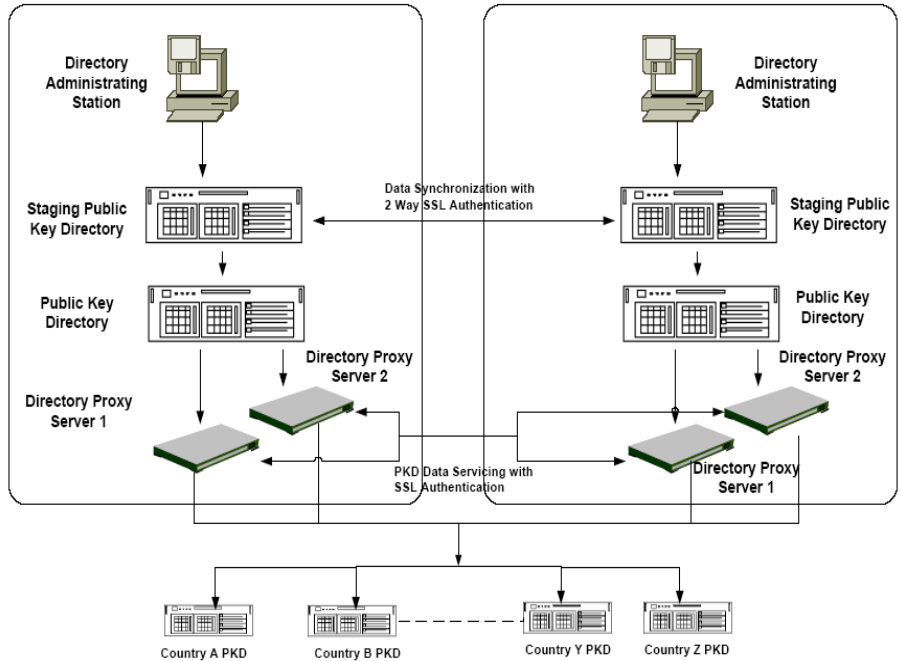 Directory
Administrating
Station
Directory
Administrating
Station
Staging Public
Key Directory
Data Synchronization with
2 Way SSL Authentication
Staging Public
Key Directory
Public Key
Directory
Public Key
Directory
Directory Proxy
Server 2
Directory Proxy
Server 1
Directory Proxy
Server 2
PKD Data Servicing with
SSL Authentication
Directory Proxy
Server 1
Country A PKD
Country B PKD
Country Y PKD
Country Z PKD